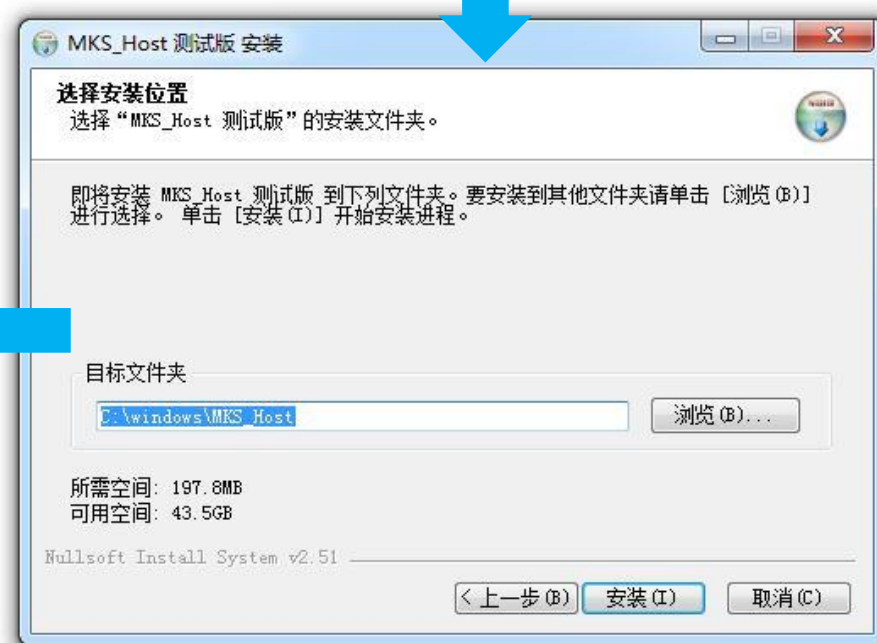 MKS_Host 测试版 安装
选择安装位置
选择“MKS_Host 测试版”的安装文件夹。
即将安装 MKS_Host 测试版 到下列文件夹。要安装到其他文件夹请单击 [浏览(B)]
进行选择。 单击 [安装(I)] 开始安装进程。
目标文件夹
C:\windows\MKS_Host
浏览(B)...
所需空间: 197.8MB
可用空间: 43.5GB
Nullsoft Install System v2.51
< 上一步(B)
安装(I)
取消(C)